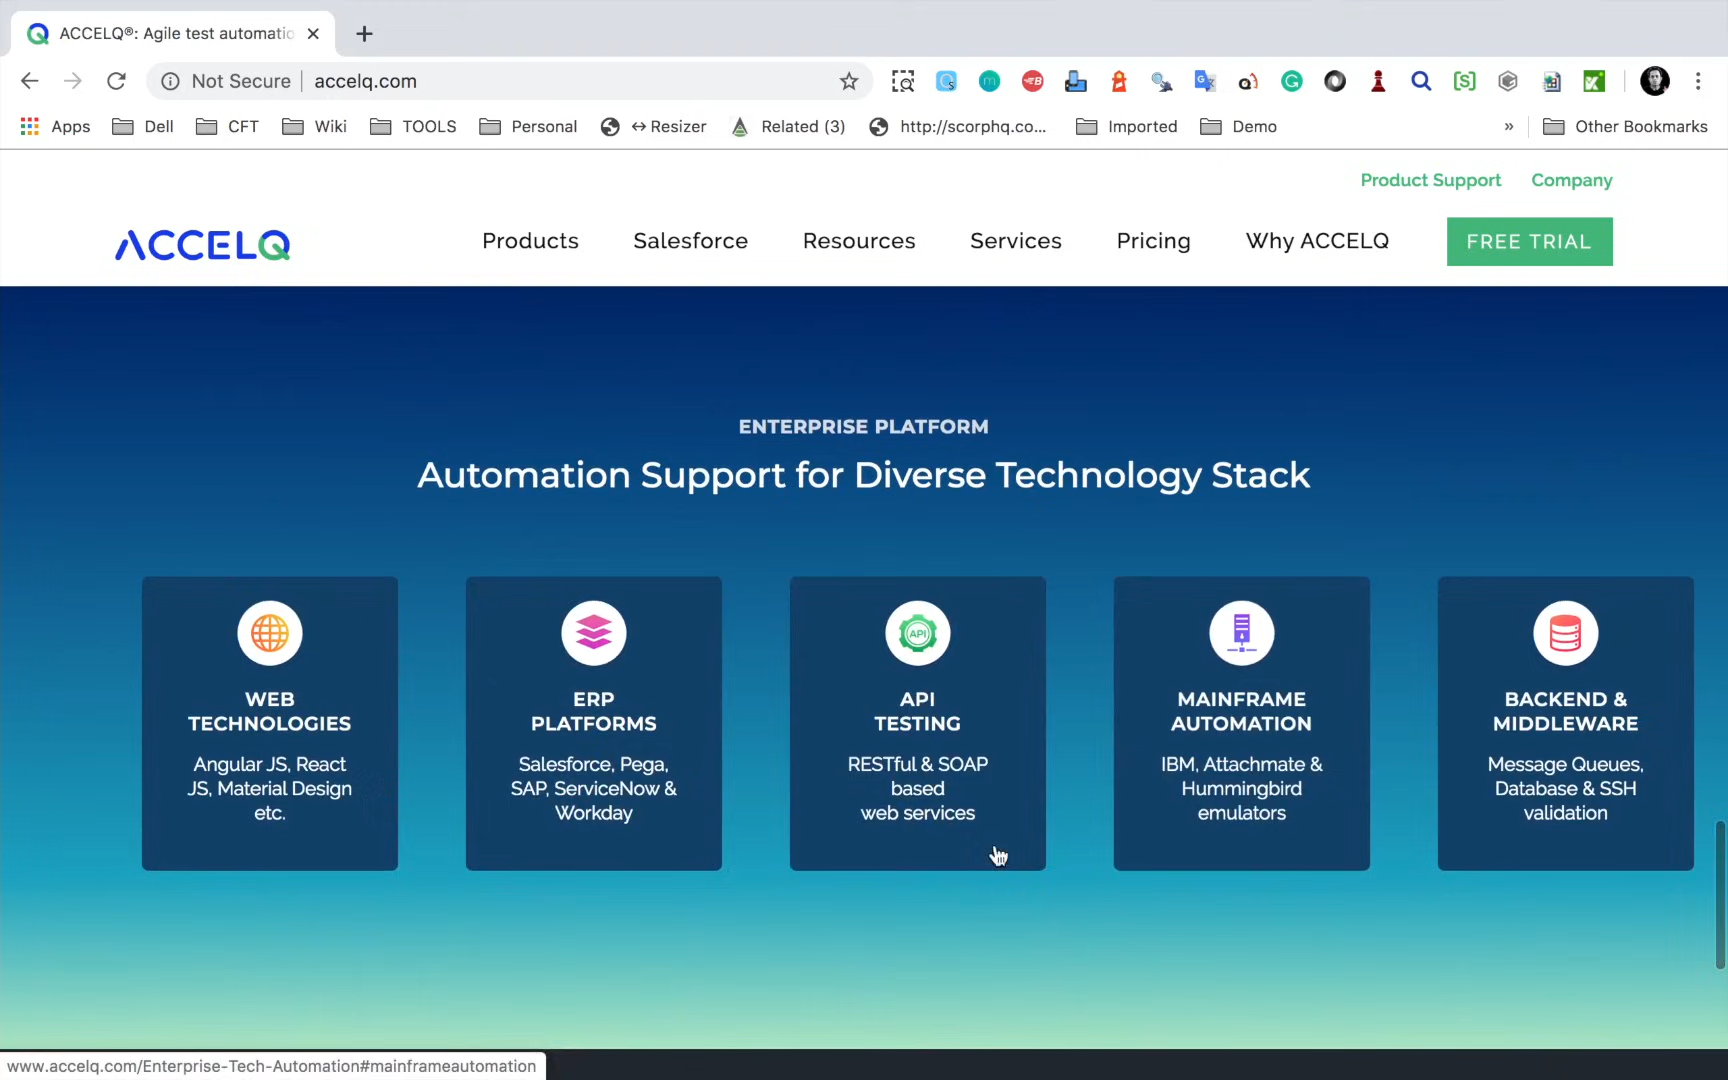 ACCELQ®: Agile test automatio
Not Secure accelq.com
Apps Dell CFT Wiki TOOLS Personal ↔Resizer Related (3) http://scorphq.co... Imported Demo » Other Bookmarks
Product Support Company
ACCELQ Products Salesforce Resources Services Pricing Why ACCELQ FREE TRIAL
ENTERPRISE PLATFORM
Automation Support for Diverse Technology Stack
WEB
TECHNOLOGIES
Angular JS, React
JS, Material Design
etc.
ERP
PLATFORMS
Salesforce, Pega,
SAP, ServiceNow &
Workday
API
API
TESTING
RESTful & SOAP
based
web services
MAINFRAME
AUTOMATION
IBM, Attachmate &
Hummingbird
emulators
BACKEND &
MIDDLEWARE
Message Queues,
Database & SSH
validation
www.accelq.com/Enterprise-Tech-Automation#mainframeautomation